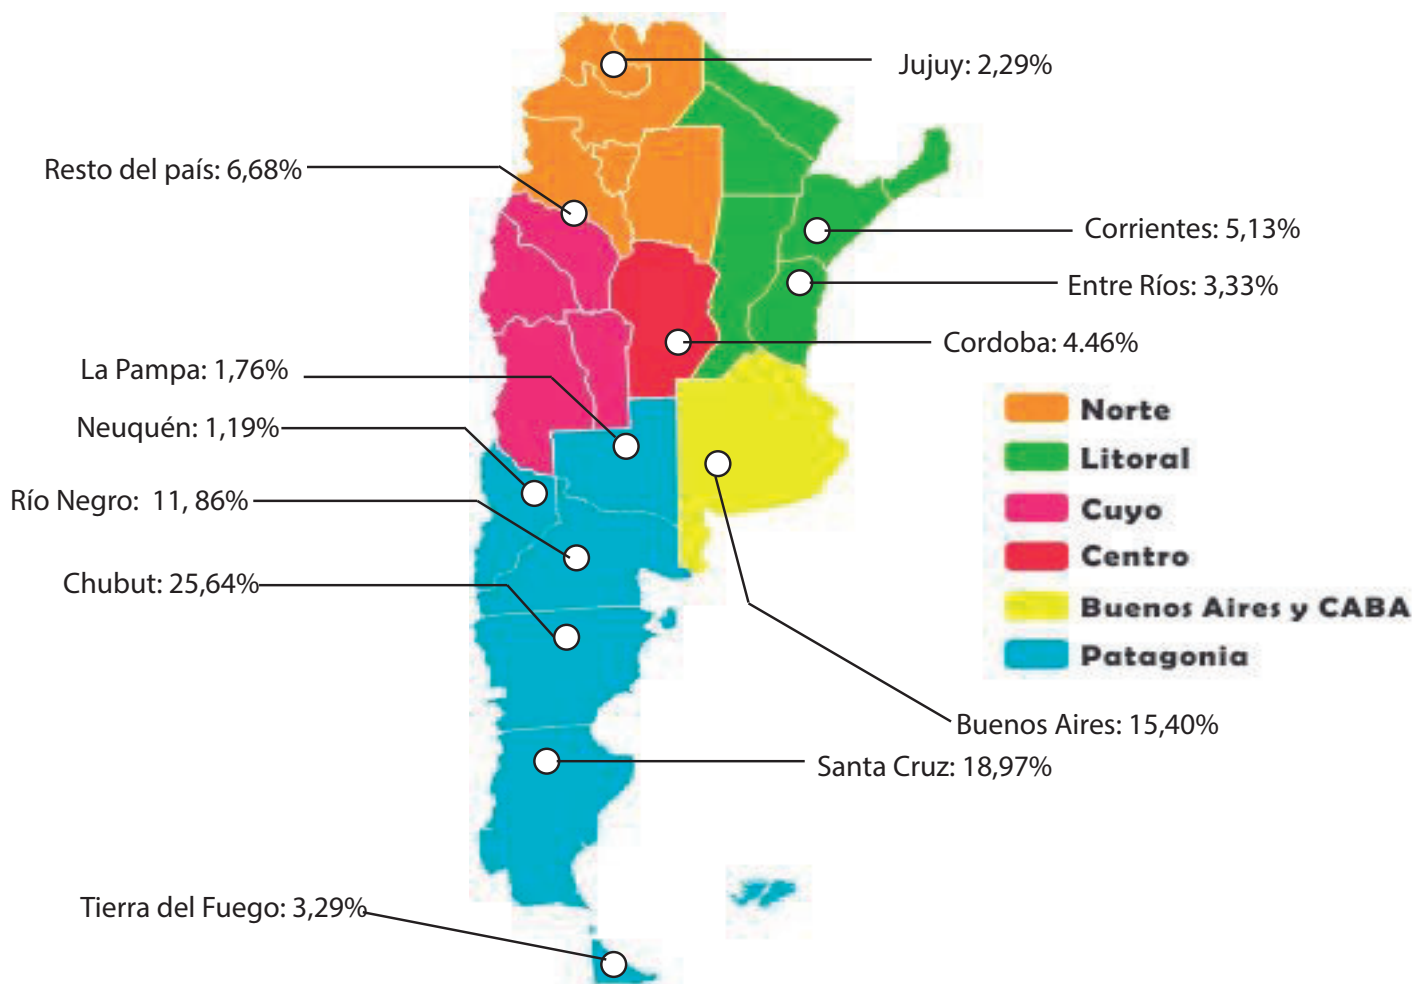 Jujuy: 2,29%
Resto del país: 6,68%
Corrientes: 5,13%
Entre Ríos: 3,33%
Cordoba: 4.46%
La Pampa: 1,76%
Neuquén: 1,19%
Río Negro:  11, 86%
Chubut: 25,64%
Norte
Litoral
Cuyo
Centro
Buenos Aires y CABA
Patagonia
Buenos Aires: 15,40%
Santa Cruz: 18,97%
Tierra del Fuego: 3,29%